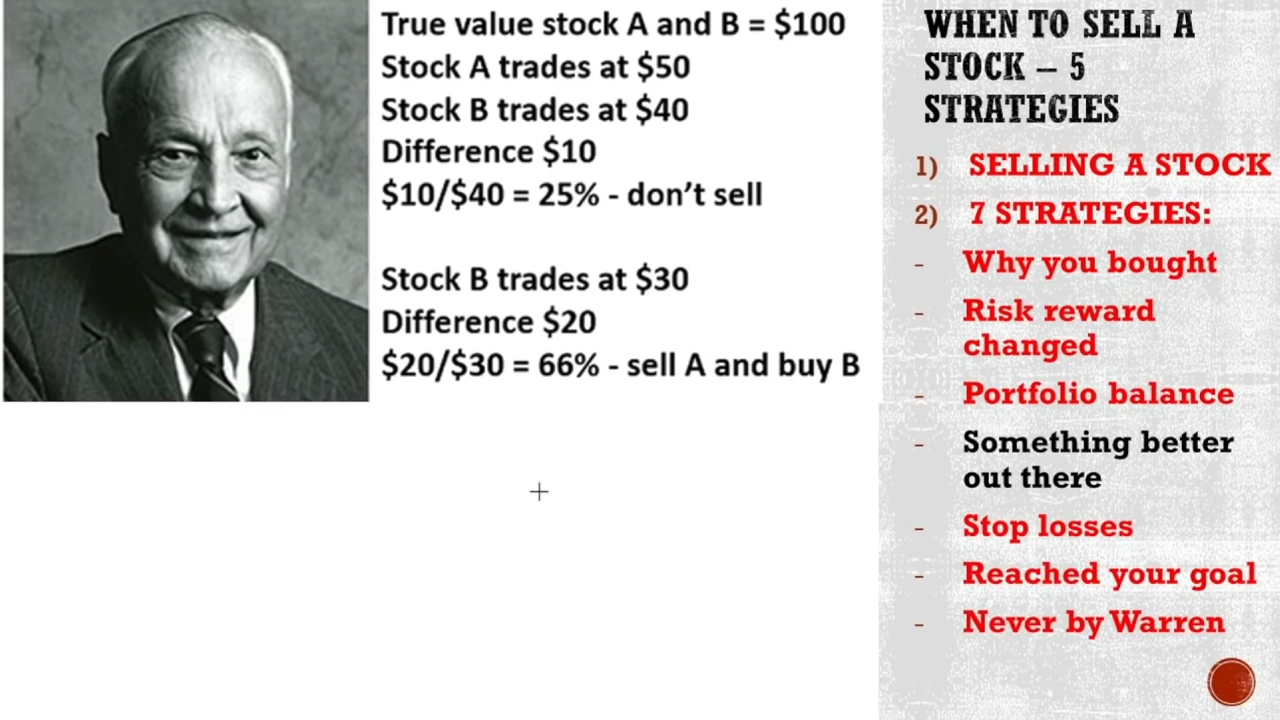 True value stock A and B = $100
Stock A trades at $50
Stock B trades at $40
Difference $10
$10/$40 = 25% - don’t sell
Stock B trades at $30
Difference $20
$20/$30 = 66% - sell A and buy B
WHEN TO SELL A
STOCK – 5
STRATEGIES
1) SELLING A STOCK
2) 7 STRATEGIES:
- Why you bought
- Risk reward
changed
- Portfolio balance
- Something better
out there
- Stop losses
- Reached your goal
- Never by Warren